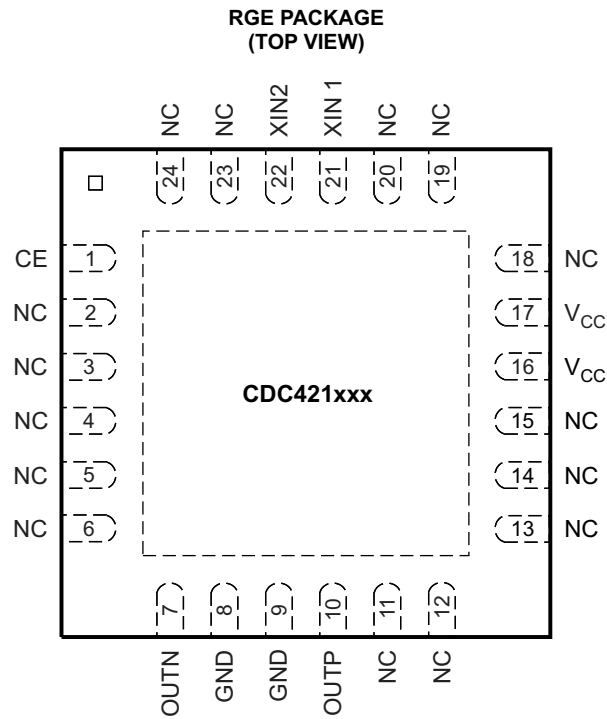 RGE PACKAGE
(TOP VIEW)
NC NC XIN2 XIN 1 NC NC
24 23 22 21 20 19
CE 1 18 NC
NC 2 17 VCC
NC 3 16 VCC
CDC421xxx
NC 4 15 NC
NC 5 14 NC
NC 6 13 NC
7 8 9 10 11 12
OUTN GND GND OUTP NC NC